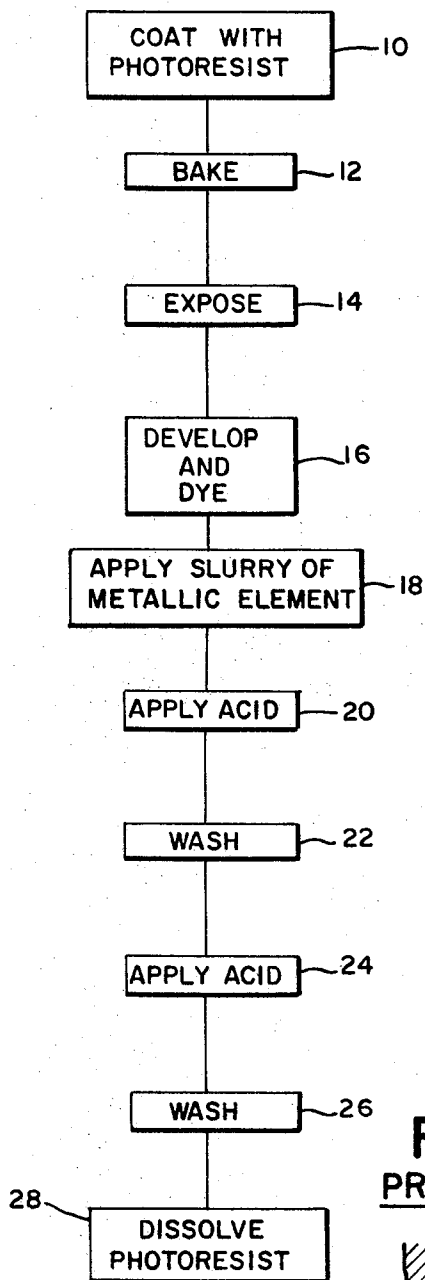 COAT WITH
PHOTORESIST
10
BAKE
12
EXPOSE
14
DEVELOP
AND
DYE
16
APPLY SLURRY OF
METALLIC ELEMENT
18
APPLY ACID
20
WASH
22
APPLY ACID
24
WASH
26
28
DISSOLVE
PHOTORESIST